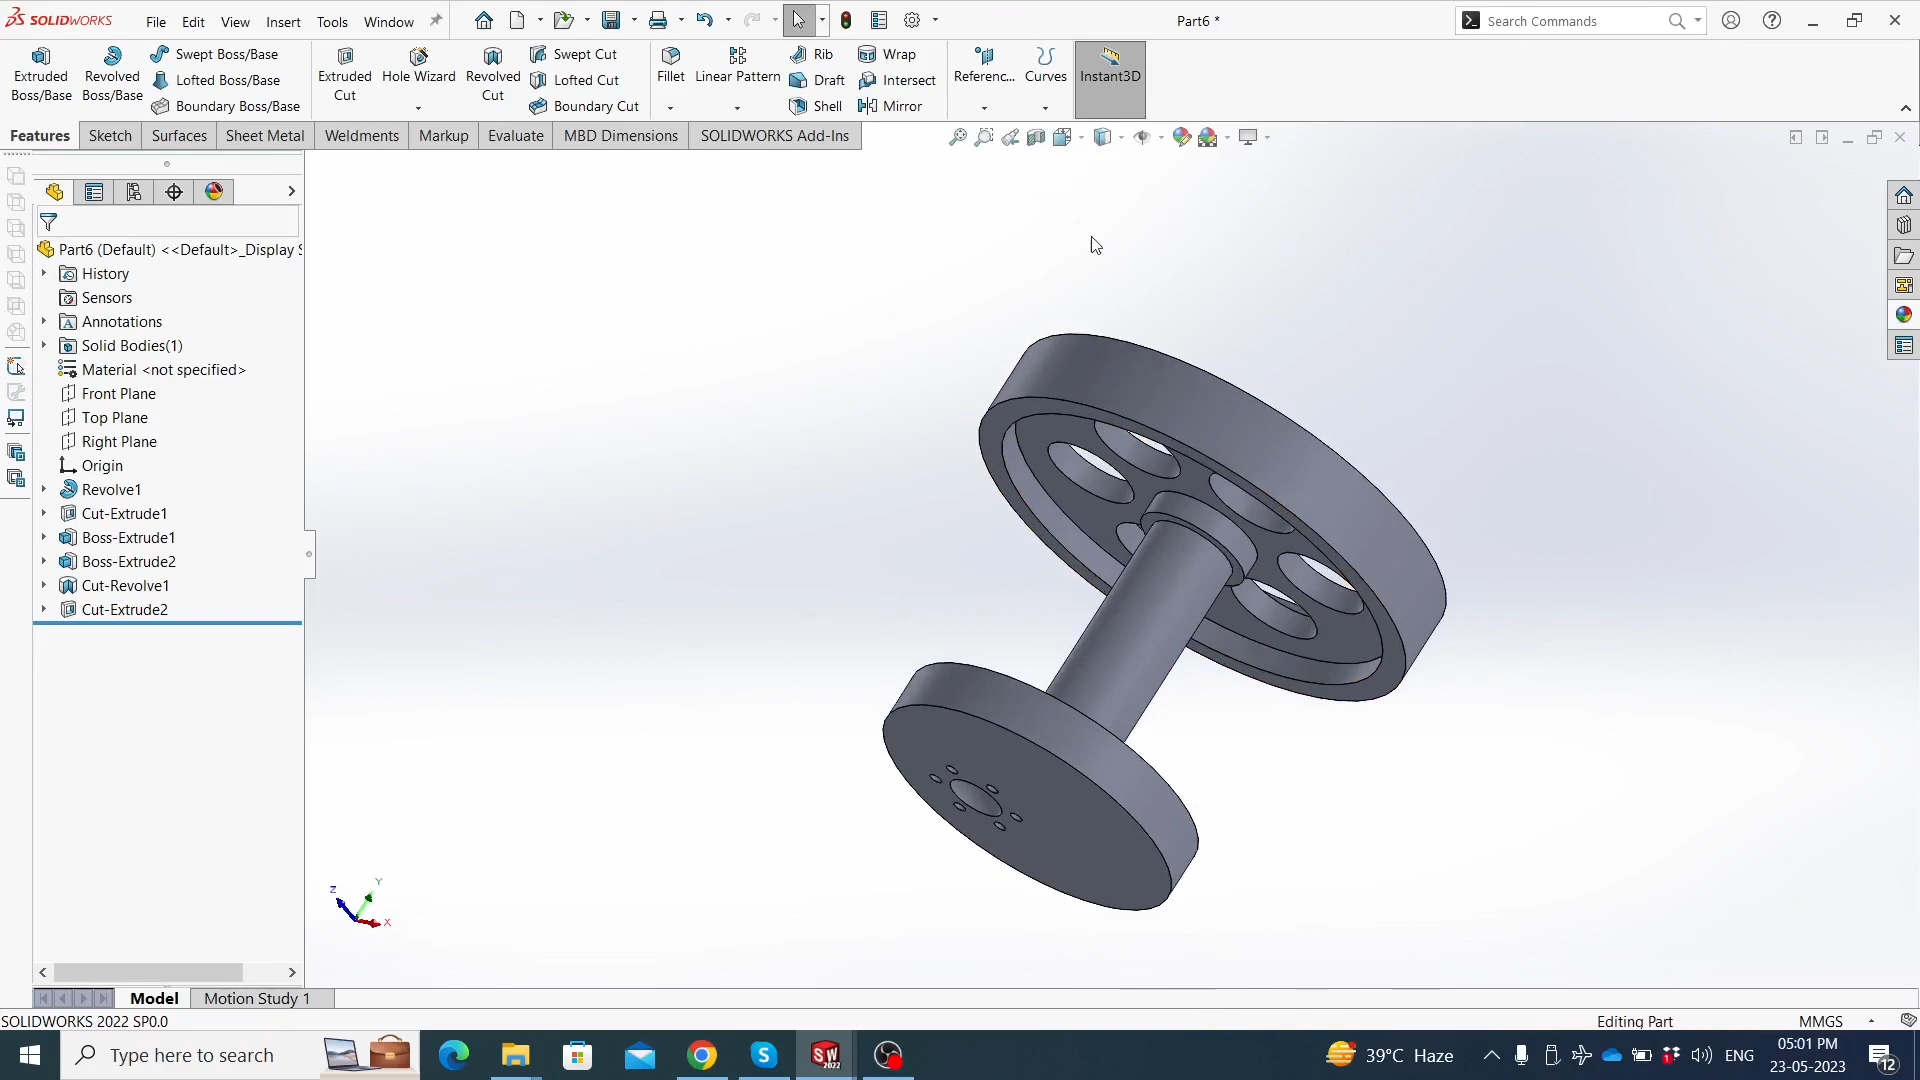 SOLIDWORKS File Edit View Insert Tools Window Part6 * Search Commands
Extruded Boss/Base
Revolved Boss/Base
Swept Boss/Base
Lofted Boss/Base
Boundary Boss/Base
Extruded Cut
Hole Wizard
Revolved Cut
Swept Cut
Lofted Cut
Boundary Cut
Fillet
Linear Pattern
Rib
Draft
Shell
Wrap
Intersect
Mirror
Referenc...
Curves
Instant3D
Features Sketch Surfaces Sheet Metal Weldments Markup Evaluate MBD Dimensions SOLIDWORKS Add-Ins
Part6 (Default) <<Default>_Display S
History
Sensors
Annotations
Solid Bodies(1)
Material <not specified>
Front Plane
Top Plane
Right Plane
Origin
Revolve1
Cut-Extrude1
Boss-Extrude1
Boss-Extrude2
Cut-Revolve1
Cut-Extrude2
Z Y X
Model Motion Study 1
SOLIDWORKS 2022 SP0.0 Editing Part MMGS
Type here to search
SW 2022
39°C Haze
ENG
05:01 PM
23-05-2023
12